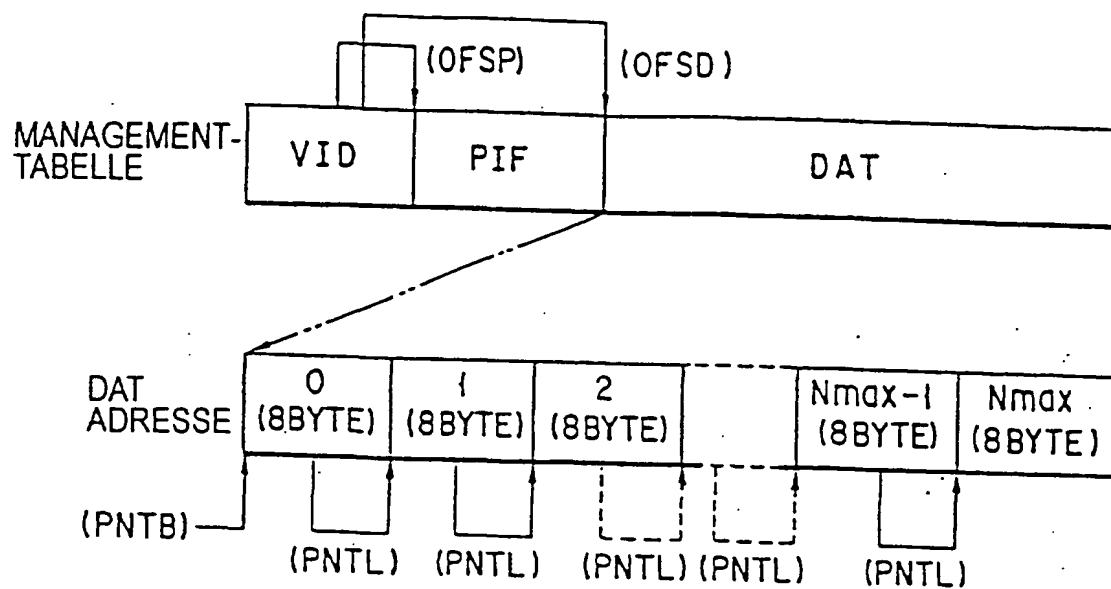 (OFSP) (OFSD)
MANAGEMENT-
TABELLE
VID PIF DAT
DAT
ADRESSE
0
(8BYTE)
1
(8BYTE)
2
(8BYTE)
Nmax-1
(8BYTE)
Nmax
(8BYTE)
(PNTB)
(PNTL) (PNTL) (PNTL) (PNTL) (PNTL)